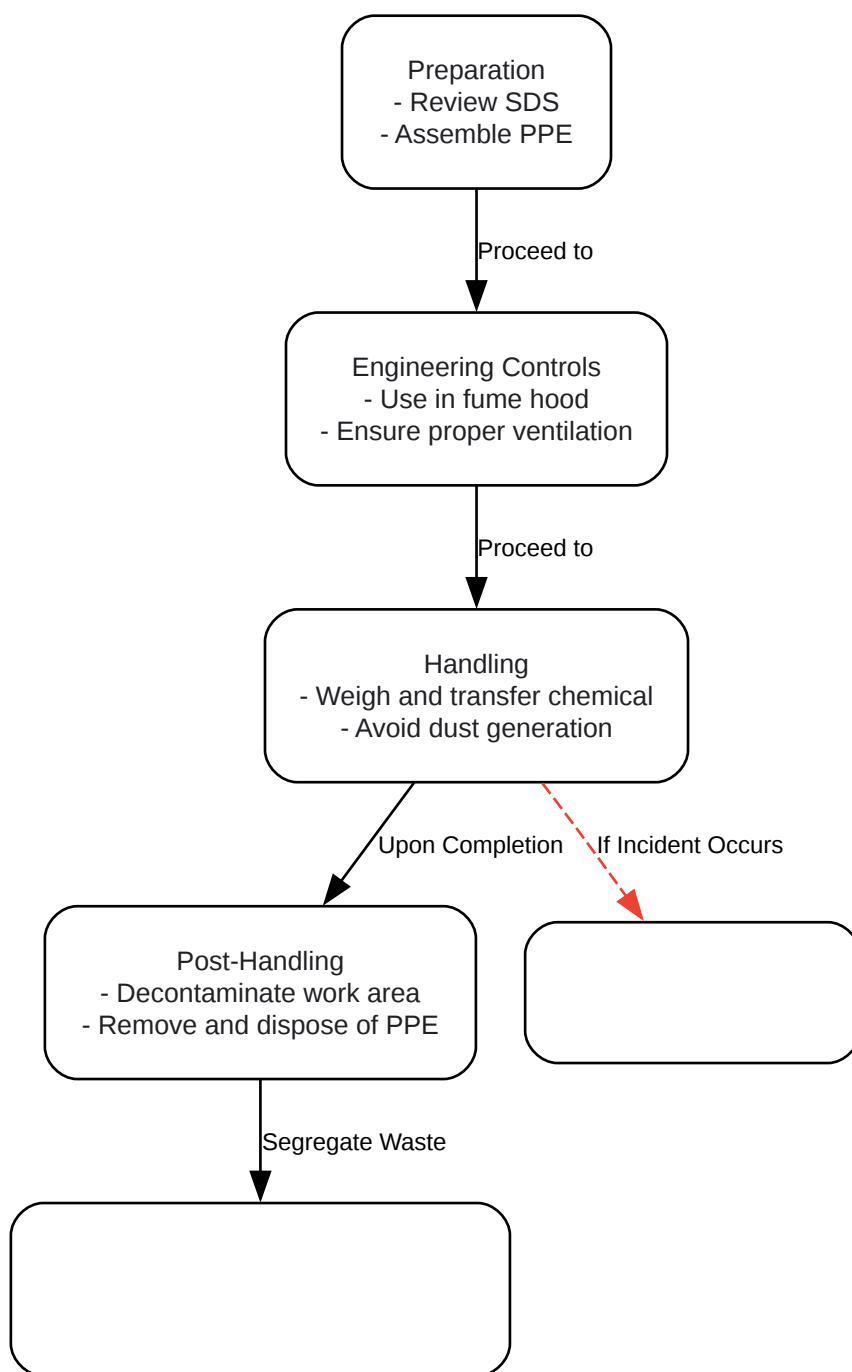 Preparation
- Review SDS
- Assemble PPE
Proceed to
Engineering Controls
- Use in fume hood
- Ensure proper ventilation
Proceed to
Handling
- Weigh and transfer chemical
- Avoid dust generation
Upon Completion
If Incident Occurs
Post-Handling
- Decontaminate work area
- Remove and dispose of PPE
Segregate Waste